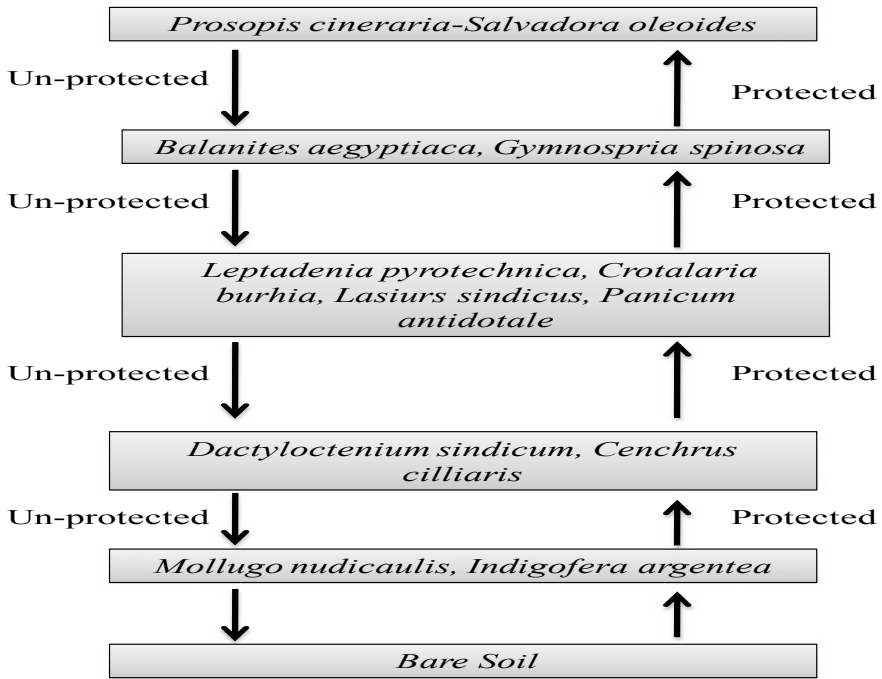 Prosopis cineraria-Salvadora oleoides
Un-protected
Protected
Balanites aegyptiaca, Gymnospria spinosa
Un-protected
Protected
Leptadenia pyrotechnica, Crotalaria
burhia, Lasiurs sindicus, Panicum
antidotale
Un-protected
Protected
Dactyloctenium sindicum, Cenchrus
cilliaris
Un-protected
Protected
Mollugo nudicaulis, Indigofera argentea
Bare Soil